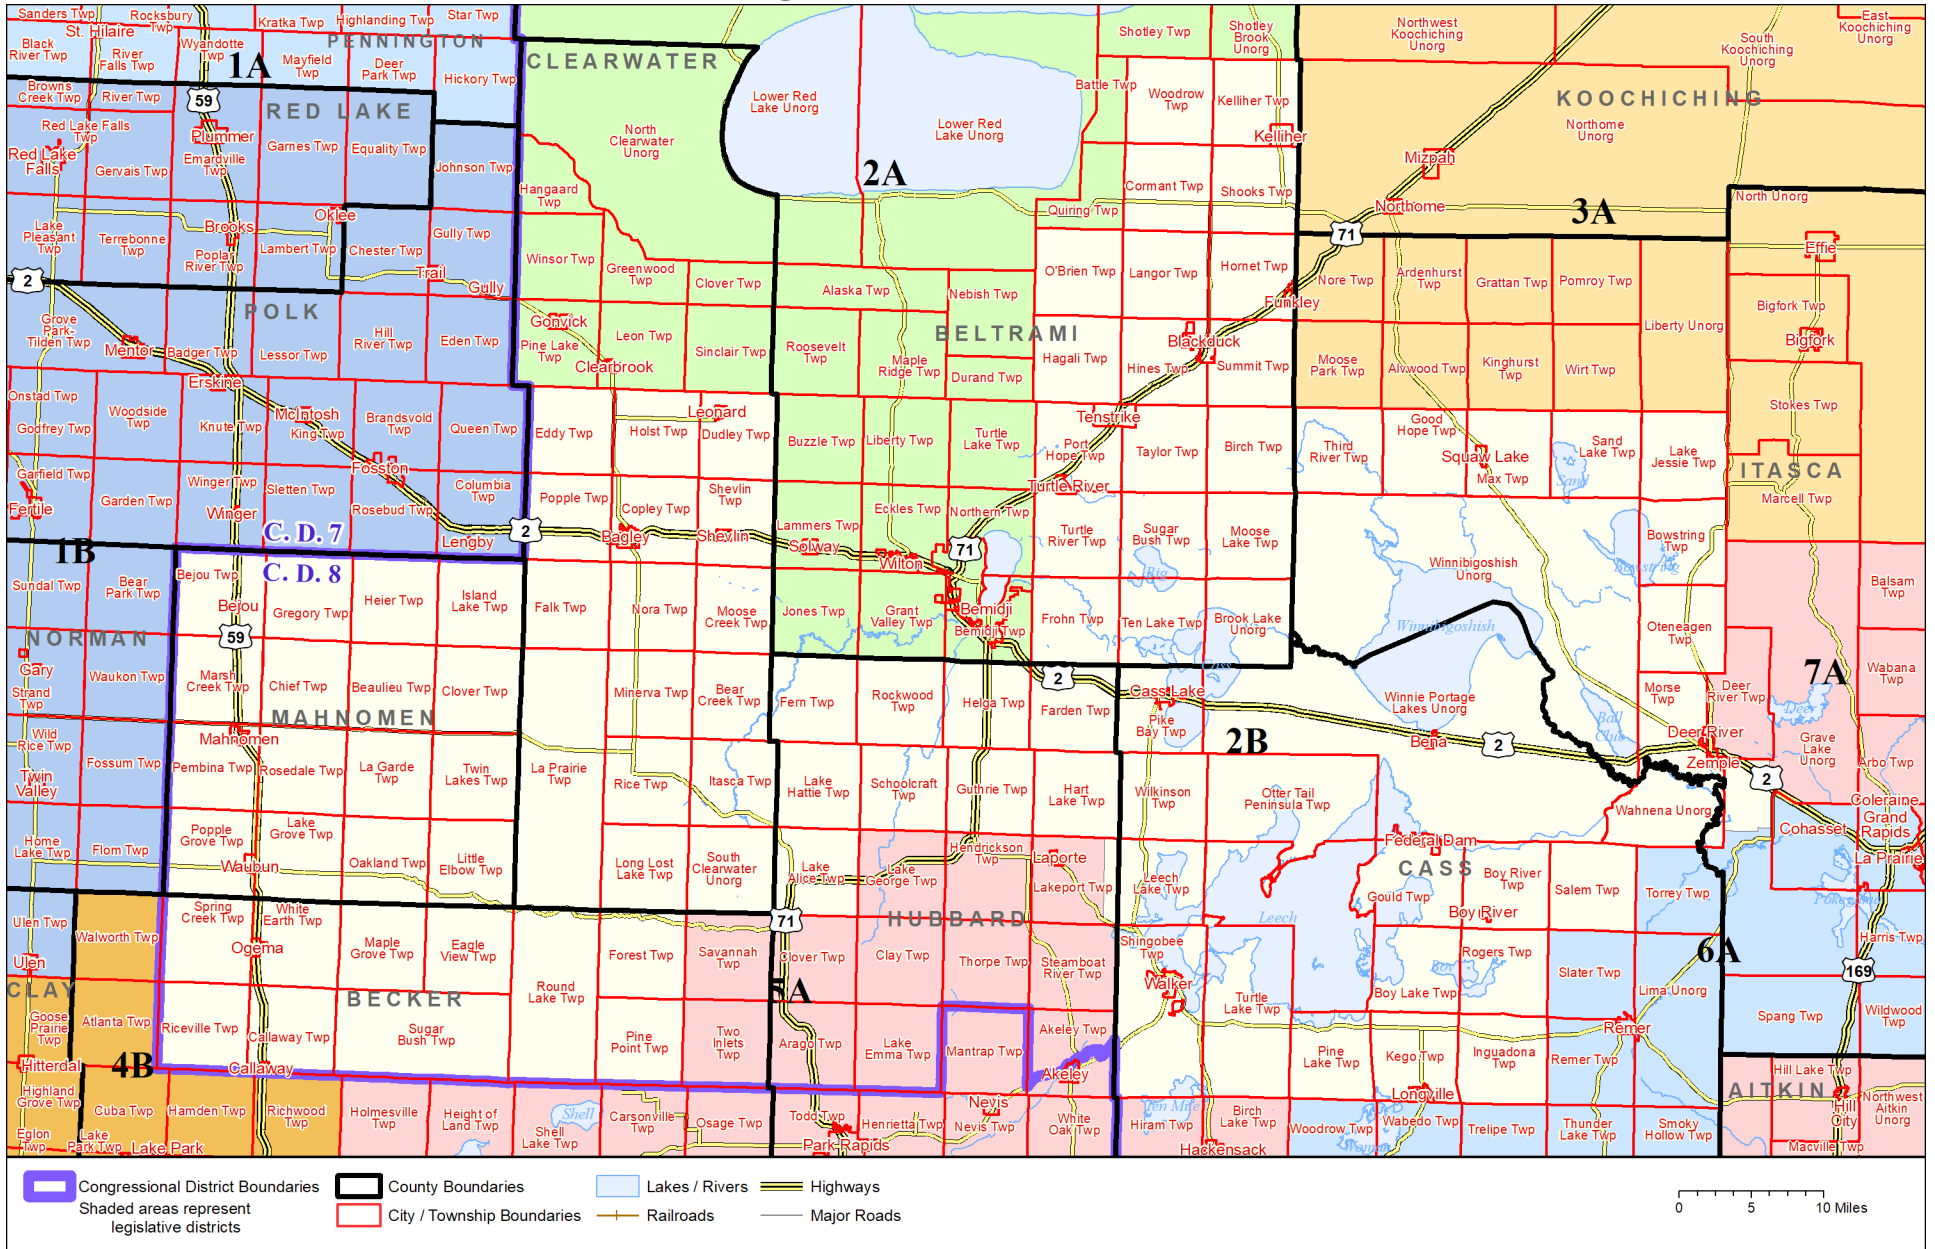 Sanders Twp
Rocksbury Twp
Kratka Twp
Highlanding Twp
Star Twp
St. Hilaire
Black River Twp
River Falls Twp
Wyandotte Twp
PENNINGTON
1A
Mayfield Twp
Deer Park Twp
Hickory Twp
CLEARWATER
Browns Creek Twp
River Twp
59
RED LAKE
Lower Red Lake Unorg
Lower Red Lake Unorg
Shotley Twp
Shotley Brook Unorg
Battle Twp
Woodrow Twp
Kelliher Twp
Kelliher
Northwest Koochiching Unorg
South Koochiching Unorg
East Koochiching Unorg
KOOCHICHING
Northome Unorg
Mizpah
Red Lake Falls Twp
Red Lake Falls
Plummer
Emardville Twp
Garnes Twp
Equality Twp
Gervais Twp
Johnson Twp
North Clearwater Unorg
2A
Hangaard Twp
Cormant Twp
Shooks Twp
Quiring Twp
Northome
3A
North Unorg
71
Effie
Lake Pleasant Twp
Terrebonne Twp
Brooks
Oklee
Poplar River Twp
Lambert Twp
Chester Twp
Gully Twp
Trail
Gully
2
POLK
Winsor Twp
Greenwood Twp
Clover Twp
Alaska Twp
Nebish Twp
O'Brien Twp
Langor Twp
Hornet Twp
Funkley
Nore Twp
Ardenhurst Twp
Grattan Twp
Pomroy Twp
Liberty Unorg
Bigfork Twp
Bigfork
Grove Park-Tilden Twp
Mentor
Badger Twp
Lessor Twp
Hill River Twp
Eden Twp
Erskine
Gonvick
Pine Lake Twp
Leon Twp
Clearbrook
Sinclair Twp
Roosevelt Twp
Maple Ridge Twp
BELTRAMI
Durand Twp
Hagali Twp
Blackduck
Hines Twp
Summit Twp
Moose Park Twp
Alvwood Twp
Kinghurst Twp
Wirt Twp
Stokes Twp
Onstad Twp
Godfrey Twp
Woodside Twp
Knute Twp
McIntosh
King Twp
Brandsvold Twp
Queen Twp
Eddy Twp
Holst Twp
Leonard
Dudley Twp
Buzzle Twp
Liberty Twp
Turtle Lake Twp
Tenstrike
Port Hope Twp
Taylor Twp
Birch Twp
Third River Twp
Good Hope Twp
Squaw Lake
Max Twp
Sand Lake Twp
Sand
Lake Jessie Twp
ITASCA
Marcell Twp
Garfield Twp
Fertile
Garden Twp
Winger Twp
Winger
Sletten Twp
Fosston
Rosebud Twp
Columbia Twp
Lengby
Popple Twp
Copley Twp
Shevlin Twp
Bagley
Shevlin
Lammers Twp
Solway
Eckles Twp
Wilton
Northern Twp
71
Turtle River
Turtle River Twp
Sugar Bush Twp
Big
Moose Lake Twp
Winnibigoshish Unorg
Bowstring Twp
Bowstring
C. D. 7
C. D. 8
2
1B
Sundal Twp
Bear Park Twp
Bejou Twp
Bejou
Gregory Twp
Heier Twp
Island Lake Twp
Falk Twp
Nora Twp
Moose Creek Twp
Jones Twp
Grant Valley Twp
Bemidji
Bemidji Twp
Frohn Twp
Ten Lake Twp
Brook Lake Unorg
Cass
Winnibigoshish
Oteneagen Twp
Balsam Twp
NORMAN
59
Gary
Strand Twp
Waukon Twp
Marsh Creek Twp
Chief Twp
Beaulieu Twp
Clover Twp
Minerva Twp
Bear Creek Twp
Fern Twp
Rockwood Twp
Helga Twp
2
Farden Twp
Cass Lake
Pike Bay Twp
2B
Winnie Portage Lakes Unorg
Bena
2
Ball Club
Morse Twp
Deer River Twp
Deer River
Zemple
Deer
7A
Wabana Twp
Grave Lake Unorg
Arbo Twp
MAHNOMEN
Wild Rice Twp
Twin Valley
Fossum Twp
Mahnomen
Pembina Twp
Rosedale Twp
La Garde Twp
Twin Lakes Twp
La Prairie Twp
Rice Twp
Itasca Twp
Lake Hattie Twp
Schoolcraft Twp
Guthrie Twp
Hart Lake Twp
Wilkinson Twp
Otter Tail Peninsula Twp
Wahnena Unorg
2
Coleraine
Cohasset
Grand Rapids
La Prairie
Home Lake Twp
Flom Twp
Popple Grove Twp
Lake Grove Twp
Waubun
Oakland Twp
Little Elbow Twp
Long Lost Lake Twp
South Clearwater Unorg
Lake Alice Twp
Lake George Twp
Hendrickson Twp
Laporte
Lakeport Twp
Leech Lake Twp
Leech
Federal Dam
CASS
Gould Twp
Boy River Twp
Boy River
Salem Twp
Torrey Twp
Pokegama
Harris Twp
Ulen Twp
Ulen
Walworth Twp
Spring Creek Twp
White Earth Twp
Ogema
Maple Grove Twp
Eagle View Twp
Forest Twp
Savannah Twp
71
HUBBARD
Clover Twp
Clay Twp
Thorpe Twp
Steamboat River Twp
Shingobee Twp
Walker
Turtle Lake Twp
Boy
Boy Lake Twp
Rogers Twp
Slater Twp
Lima Unorg
6A
169
CLAY
Goose Prairie Twp
Atlanta Twp
BECKER
Riceville Twp
Callaway Twp
Sugar Bush Twp
Round Lake Twp
Pine Point Twp
Two Inlets Twp
5A
Arago Twp
Lake Emma Twp
Mantrap Twp
Akeley Twp
Akeley
Pine Lake Twp
Kego Twp
Inguadona Twp
Remer
Remer Twp
Spang Twp
Wildwood Twp
Hitterdal
4B
Callaway
Highland Grove Twp
Cuba Twp
Hamden Twp
Richwood Twp
Holmesville Twp
Height of Land Twp
Shell
Shell Lake Twp
Carsonville Twp
Osage Twp
Todd Twp
Park Rapids
Henrietta Twp
Nevis
Nevis Twp
White Oak Twp
Ten Mile
Hiram Twp
Birch Lake Twp
Hackensack
Woodrow Twp
Woman
Longville
Wabedo Twp
Trelipe Twp
Thunder Lake Twp
Smoky Hollow Twp
AITKIN
Hill Lake Twp
Hill City
Northwest Aitkin Unorg
Macville Twp
Eglon Twp
Lake Park Twp
Lake Park
Congressional District Boundaries
Shaded areas represent
legislative districts
County Boundaries
City / Township Boundaries
Lakes / Rivers
Railroads
Highways
Major Roads
0 5 10 Miles